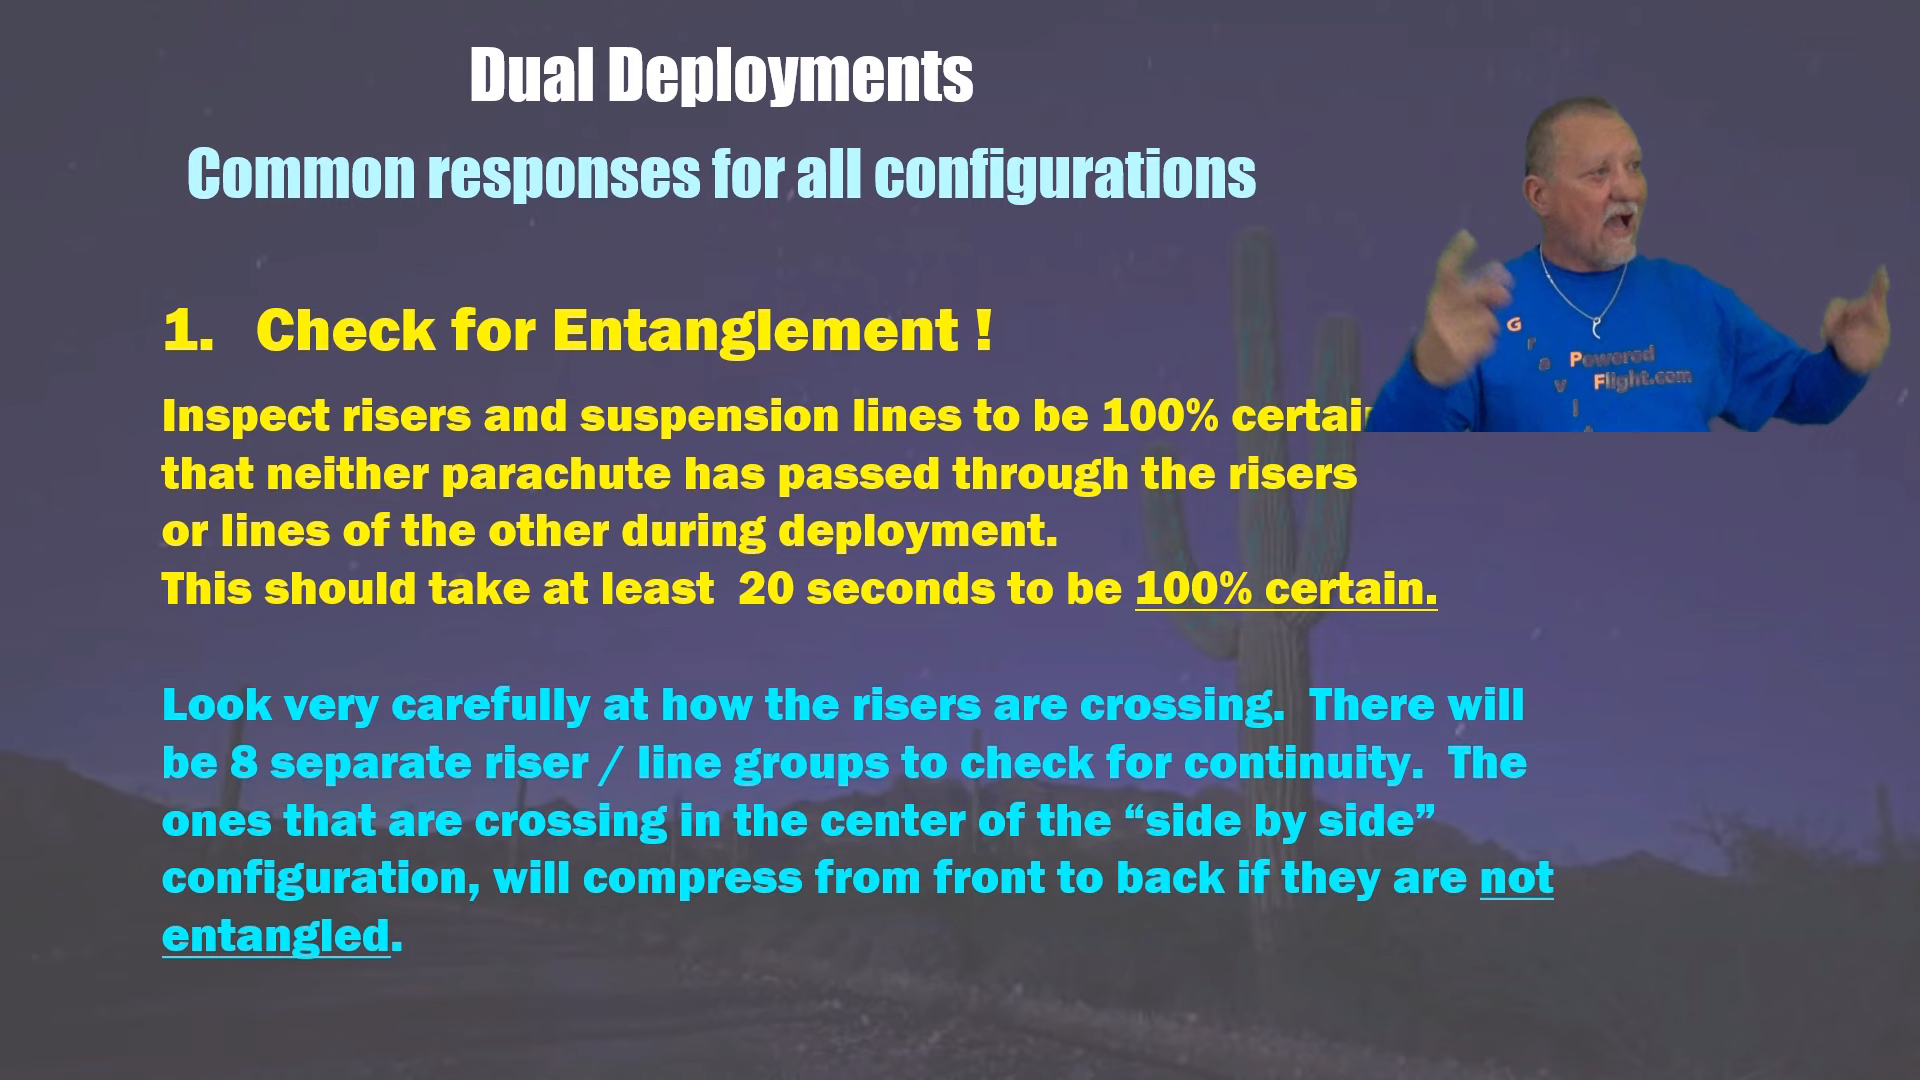 Dual Deployments
Common responses for all configurations
1. Check for Entanglement !
Inspect risers and suspension lines to be 100% certain
that neither parachute has passed through the risers
or lines of the other during deployment.
This should take at least 20 seconds to be 100% certain.
Look very carefully at how the risers are crossing. There will
be 8 separate riser / line groups to check for continuity. The
ones that are crossing in the center of the “side by side”
configuration, will compress from front to back if they are not
entangled.
G
r
a
v
i
Powered
Flight.com